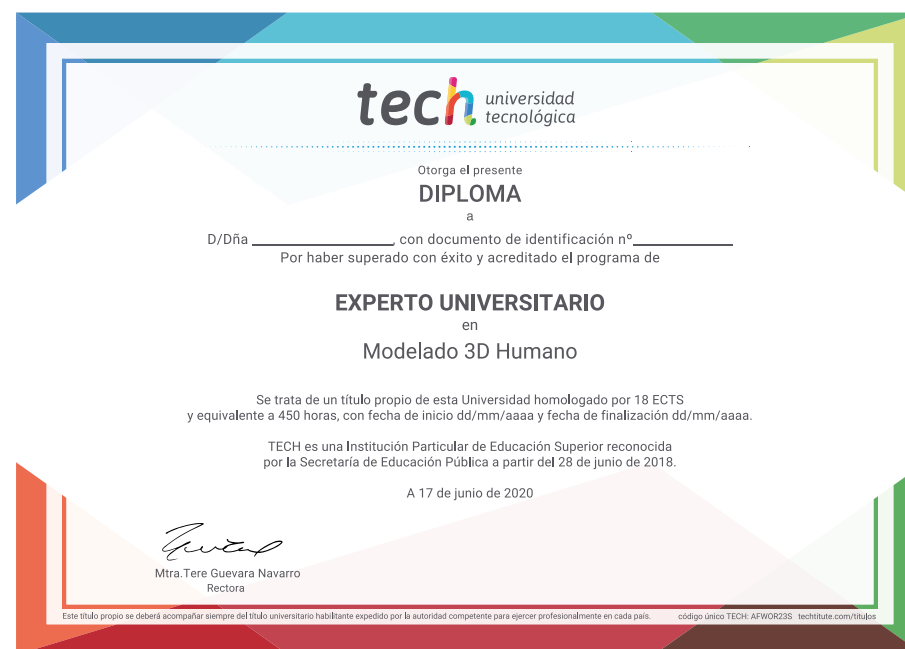 tech universidad
tecnológica
Otorga el presente
DIPLOMA
a
D/Dña ____________________, con documento de identificación nº______________
Por haber superado con éxito y acreditado el programa de
EXPERTO UNIVERSITARIO
en
Modelado 3D Humano
Se trata de un título propio de esta Universidad homologado por 18 ECTS
y equivalente a 450 horas, con fecha de inicio dd/mm/aaaa y fecha de finalización dd/mm/aaaa.
TECH es una Institución Particular de Educación Superior reconocida
por la Secretaría de Educación Pública a partir del 28 de junio de 2018.
A 17 de junio de 2020
Mtra.Tere Guevara Navarro
Rectora
Este título propio se deberá acompañar siempre del título universitario habilitante expedido por la autoridad competente para ejercer profesionalmente en cada país. código único TECH: AFWOR23S techtitute.com/titulos